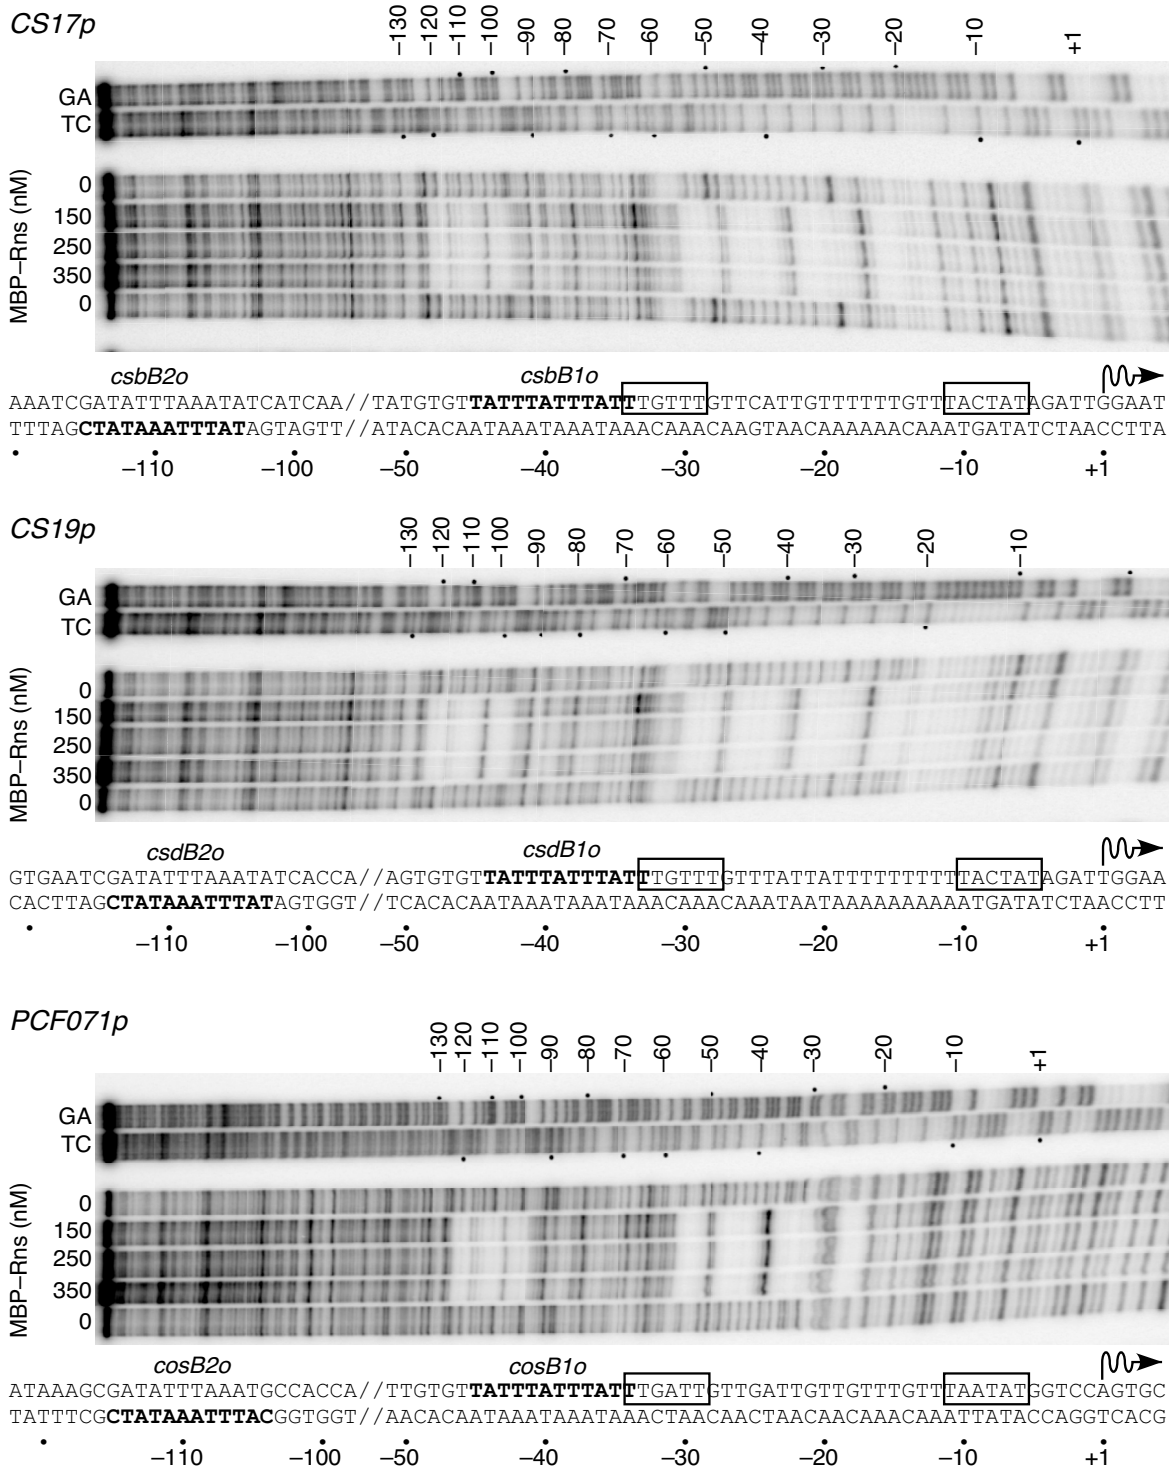 CS17p
–130 –120 –110 –100 –90 –80 –70 –60 –50 –40 –30 –20 –10 +1
GA
TC
MBP–Rns (nM)
0
150
250
350
0
csbB2o csbB1o
AAATCGATATTTAAATATCATCAA//TATGTGTTATTTATTTATTTGTTTGTTCATTGTTTTTTGTTTACTATAGATTGGAAT
TTTAGCTATAAATTTATAGTAGTT//ATACACAATAAATAAATAAACAAACAAGTAACAAAAAACAAATGATATCTAACCTTA
–110 –100 –50 –40 –30 –20 –10 +1
CS19p
–130 –120 –110 –100 –90 –80 –70 –60 –50 –40 –30 –20 –10
GA
TC
MBP–Rns (nM)
0
150
250
350
0
csdB2o csdB1o
GTGAATCGATATTTAAATATCACCA//AGTGTGTTATTTATTTATTTGTTTGTTTATTATTTTTTTTTTACTATAGATTGGAA
CACTTAGCTATAAATTTATAGTGGT//TCACACAATAAATAAATAAACAAACAAATAATAAAAAAAAAATGATATCTAACCTT
–110 –100 –50 –40 –30 –20 –10 +1
PCF071p
–130 –120 –110 –100 –90 –80 –70 –60 –50 –40 –30 –20 –10 +1
GA
TC
MBP–Rns (nM)
0
150
250
350
0
cosB2o cosB1o
ATAAAGCGATATTTAAATGCCACCA//TTGTGTTATTTATTTATTTGATTGTTGATTGTTGTTTGTTTAATATGGTCCAGTGC
TATTTCGCTATAAATTTACGGTGGT//AACACAATAAATAAATAAACTAACAACTAACAACAAACAAATTATACCAGGTCACG
–110 –100 –50 –40 –30 –20 –10 +1